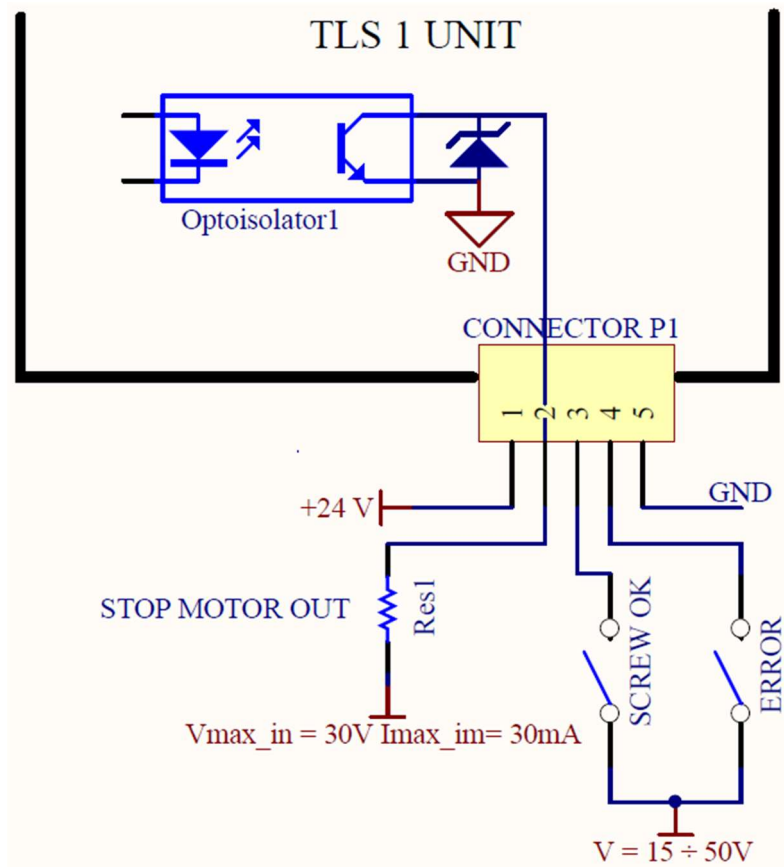 TLS 1 UNIT
Optoisolator1
GND
CONNECTOR P1
1 2 3 4 5
+24 V
GND
STOP MOTOR OUT
Res1
SCREW OK
ERROR
Vmax_in = 30V Imax_im= 30mA
V = 15 ÷ 50V